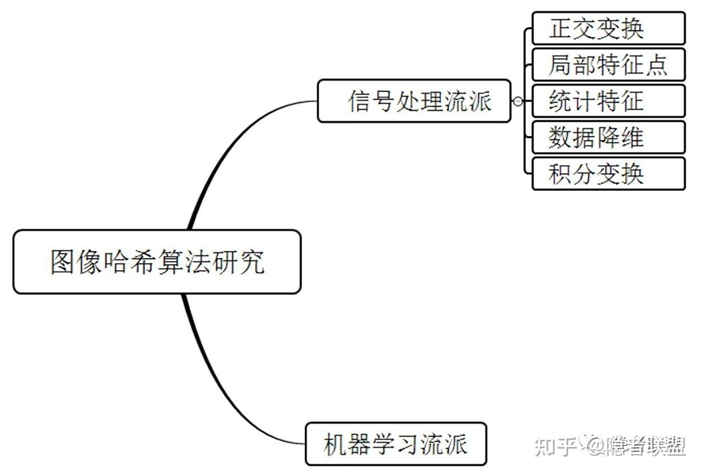 正交变换
局部特征点
信号处理流派
统计特征
数据降维
积分变换
图像哈希算法研究
机器学习流派
知乎 @隐者联盟